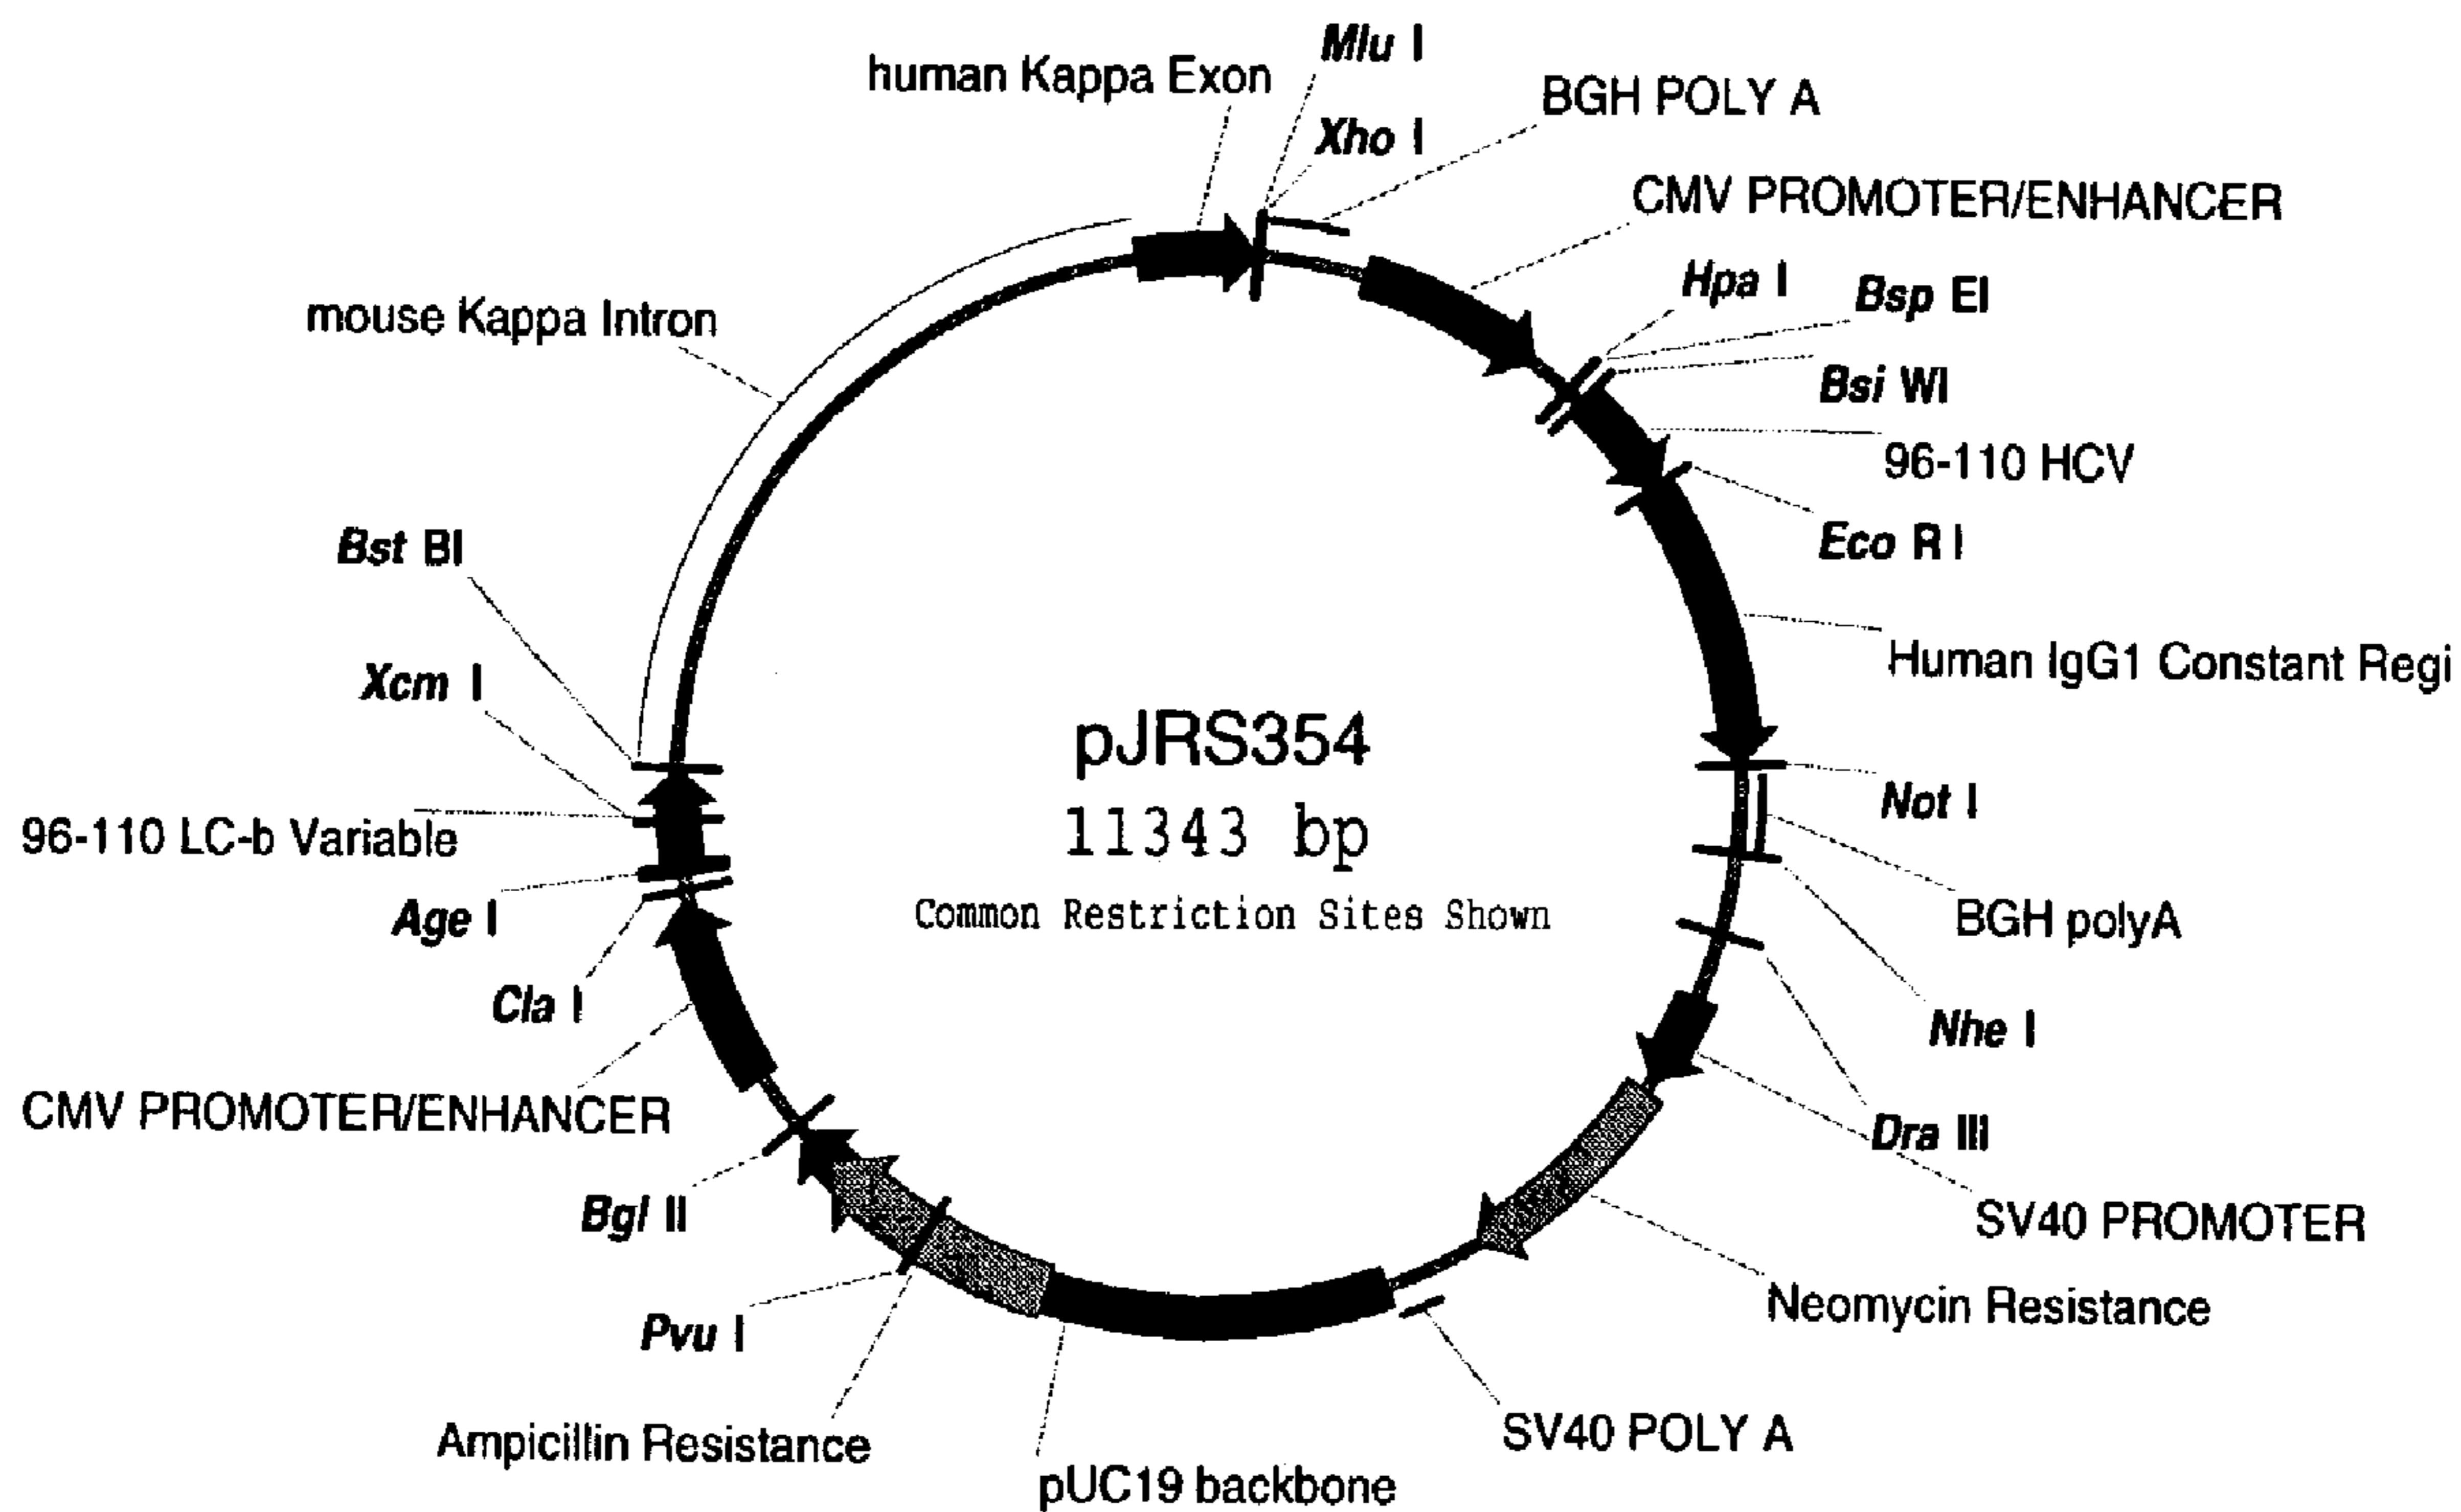 human Kappa Exon
Mlu I
Xho I
BGH POLY A
CMV PROMOTER/ENHANCER
Hpa I
Bsp EI
Bsi WI
96-110 HCV
Eco R I
Human IgG1 Constant Regi
Not I
BGH polyA
Nhe I
Dra III
SV40 PROMOTER
Neomycin Resistance
SV40 POLY A
pUC19 backbone
Ampicillin Resistance
Pvu I
Bgl II
CMV PROMOTER/ENHANCER
Cla I
Age I
96-110 LC-b Variable
Xcm I
Bst BI
mouse Kappa Intron
pJRS354
11343 bp
Common Restriction Sites Shown